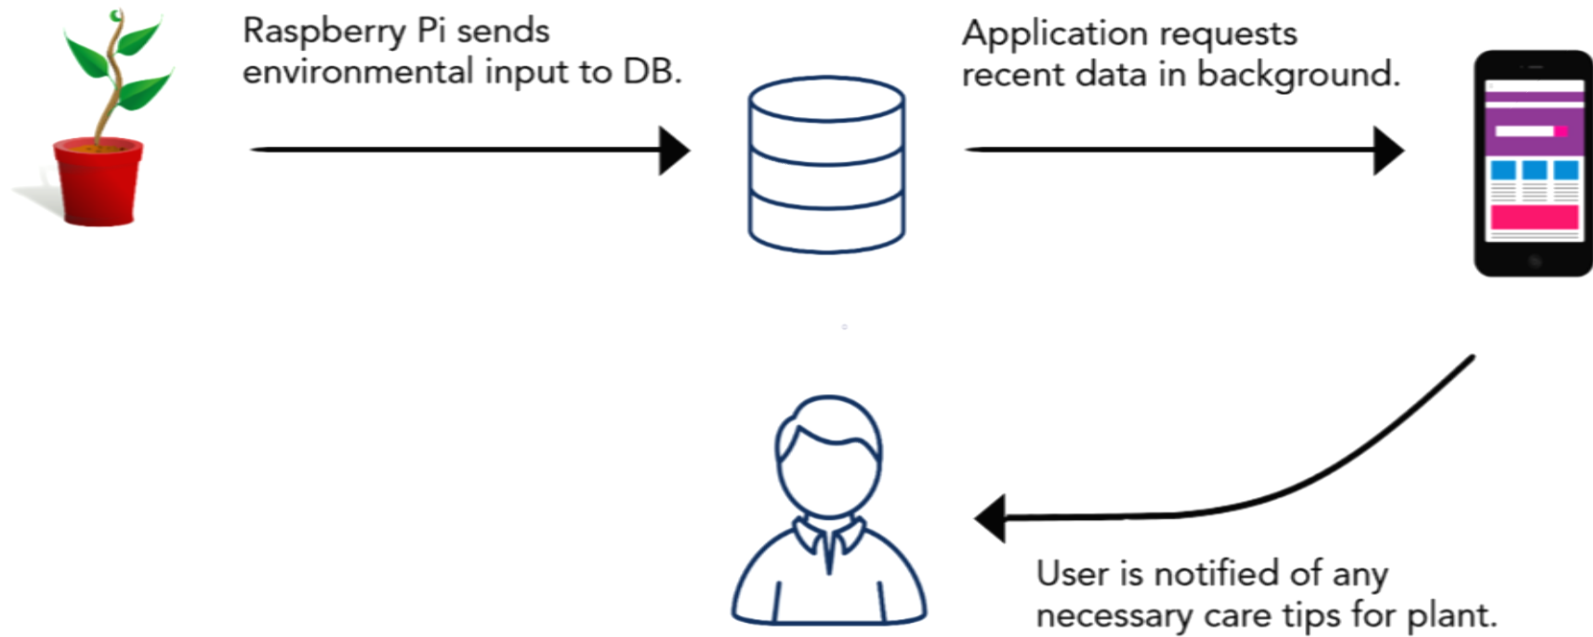 Raspberry Pi sends
environmental input to DB.
Application requests
recent data in background.
User is notified of any
necessary care tips for plant.